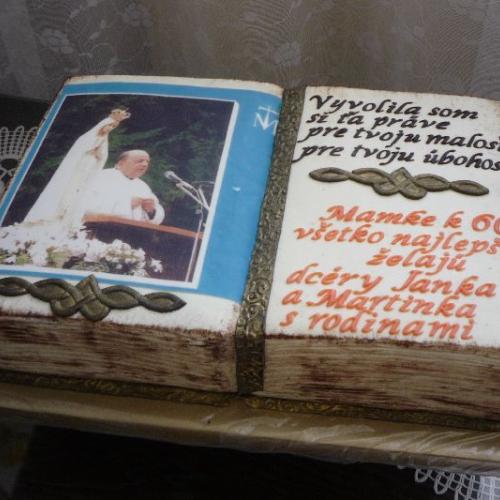 Vyvolila som
si ťa práve
pre tvoju malosť
pre tvoju úbohosť
Mamke k 60
všetko najlepš
želajú
dcéry Janka
a Martinka
s rodinami